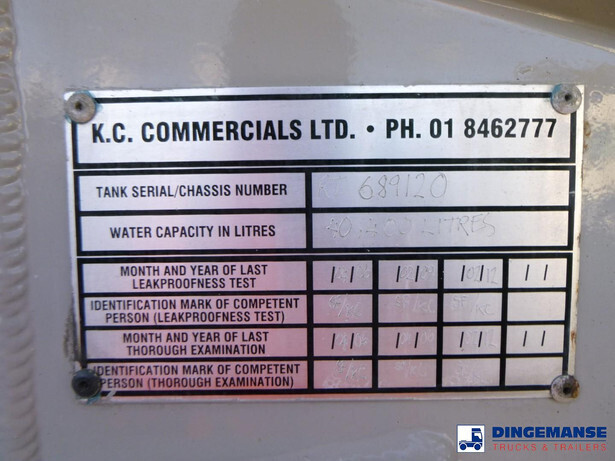 K.C. COMMERCIALS LTD. • PH. 01 8462777
TANK SERIAL/CHASSIS NUMBER 689120
WATER CAPACITY IN LITRES LITRES
MONTH AND YEAR OF LAST
LEAKPROOFNESS TEST
IDENTIFICATION MARK OF COMPETENT
PERSON (LEAKPROOFNESS TEST)
MONTH AND YEAR OF LAST
THOROUGH EXAMINATION
IDENTIFICATION MARK OF COMPETENT
PERSON (THOROUGH EXAMINATION)
DINGEMANSE
TRUCKS & TRAILERS